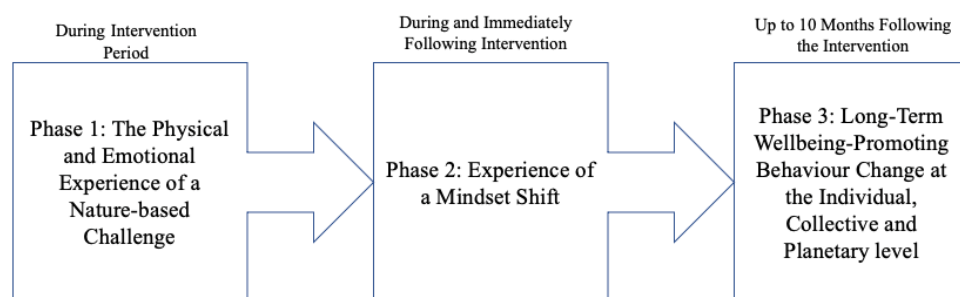 During Intervention
Period
Phase 1: The Physical
and Emotional
Experience of a
Nature-based
Challenge
During and Immediately
Following Intervention
Phase 2: Experience of
a Mindset Shift
Up to 10 Months Following
the Intervention
Phase 3: Long-Term
Wellbeing-Promoting
Behaviour Change at
the Individual,
Collective and
Planetary level